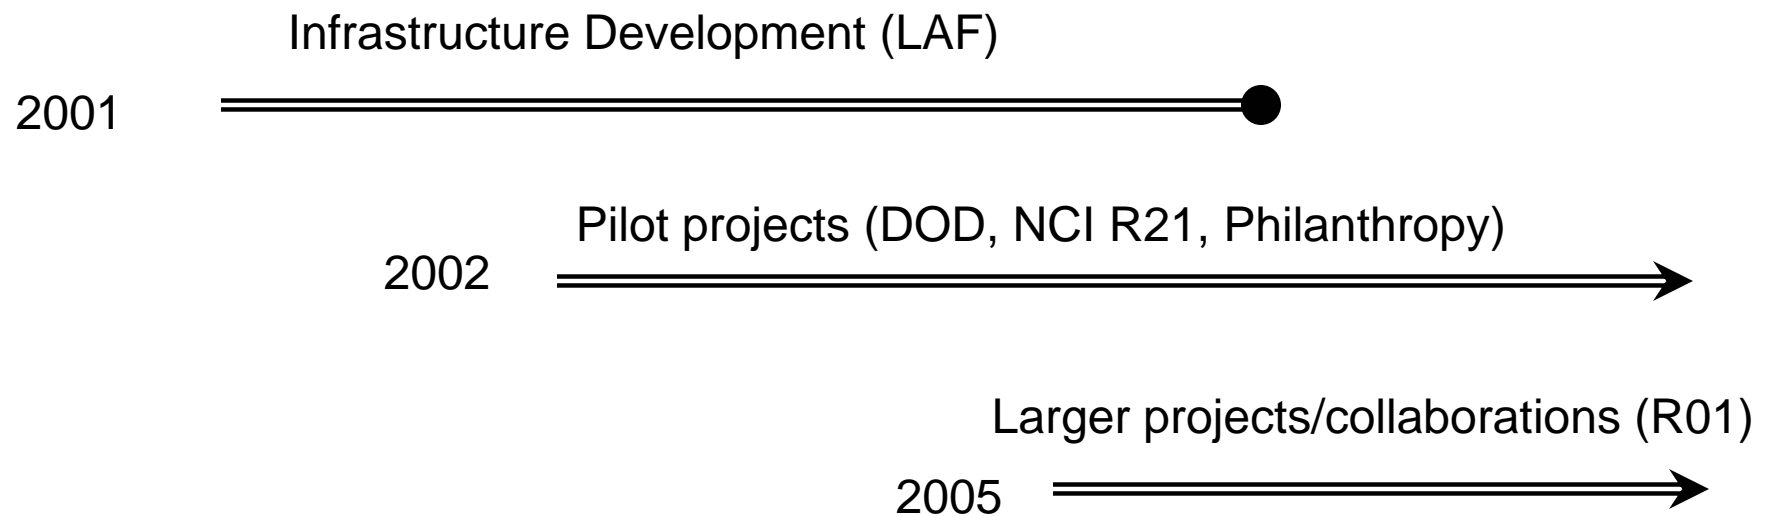 Infrastructure Development (LAF)
2001
Pilot projects (DOD, NCI R21, Philanthropy)
2002
Larger projects/collaborations (R01)
2005